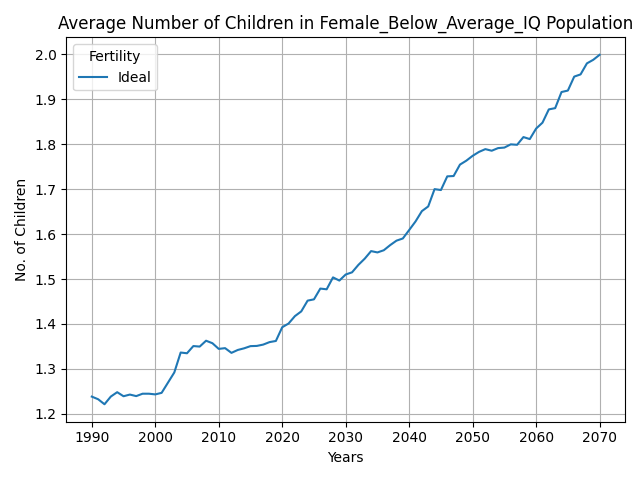 Average Number of Children in Female_Below_Average_IQ Population
Fertility
Ideal
2.0
1.9
1.8
1.7
1.6
1.5
1.4
1.3
1.2
No. of Children
1990 2000 2010 2020 2030 2040 2050 2060 2070
Years